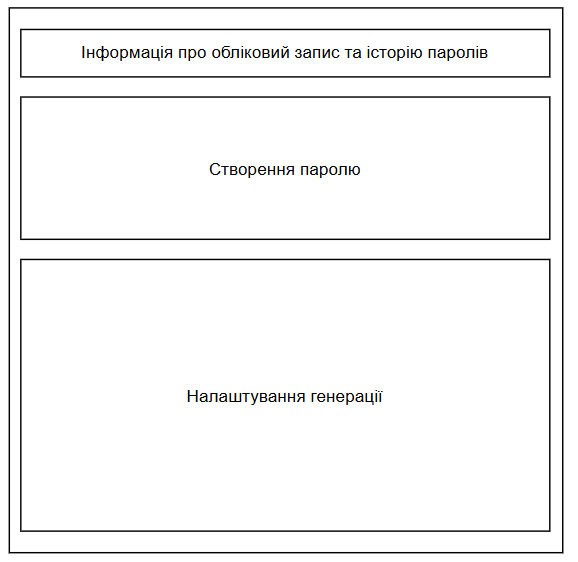 Інформація про обліковий запис та історію паролів
Створення паролю
Налаштування генерації